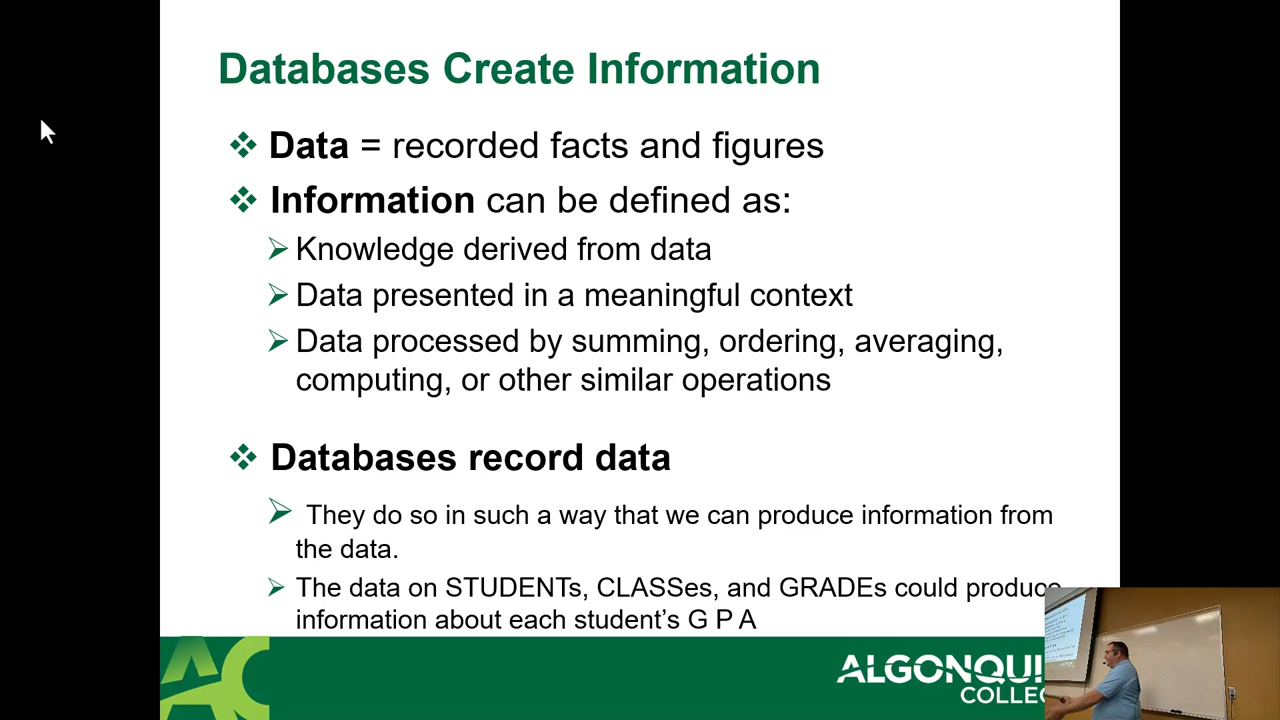 Databases Create Information
❖ Data = recorded facts and figures
❖ Information can be defined as:
➢ Knowledge derived from data
➢ Data presented in a meaningful context
➢ Data processed by summing, ordering, averaging,
computing, or other similar operations
❖ Databases record data
➢ They do so in such a way that we can produce information from
the data.
➢ The data on STUDENTs, CLASSes, and GRADEs could produce
information about each student's G P A
AC
ALGONQUI
COLLE